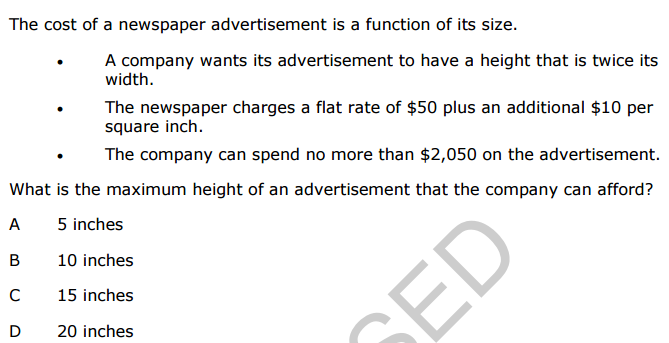 The cost of a newspaper advertisement is a function of its size.
• A company wants its advertisement to have a height that is twice its
width.
• The newspaper charges a flat rate of $50 plus an additional $10 per
square inch.
• The company can spend no more than $2,050 on the advertisement.
What is the maximum height of an advertisement that the company can afford?
A 5 inches
B 10 inches
C 15 inches
D 20 inches